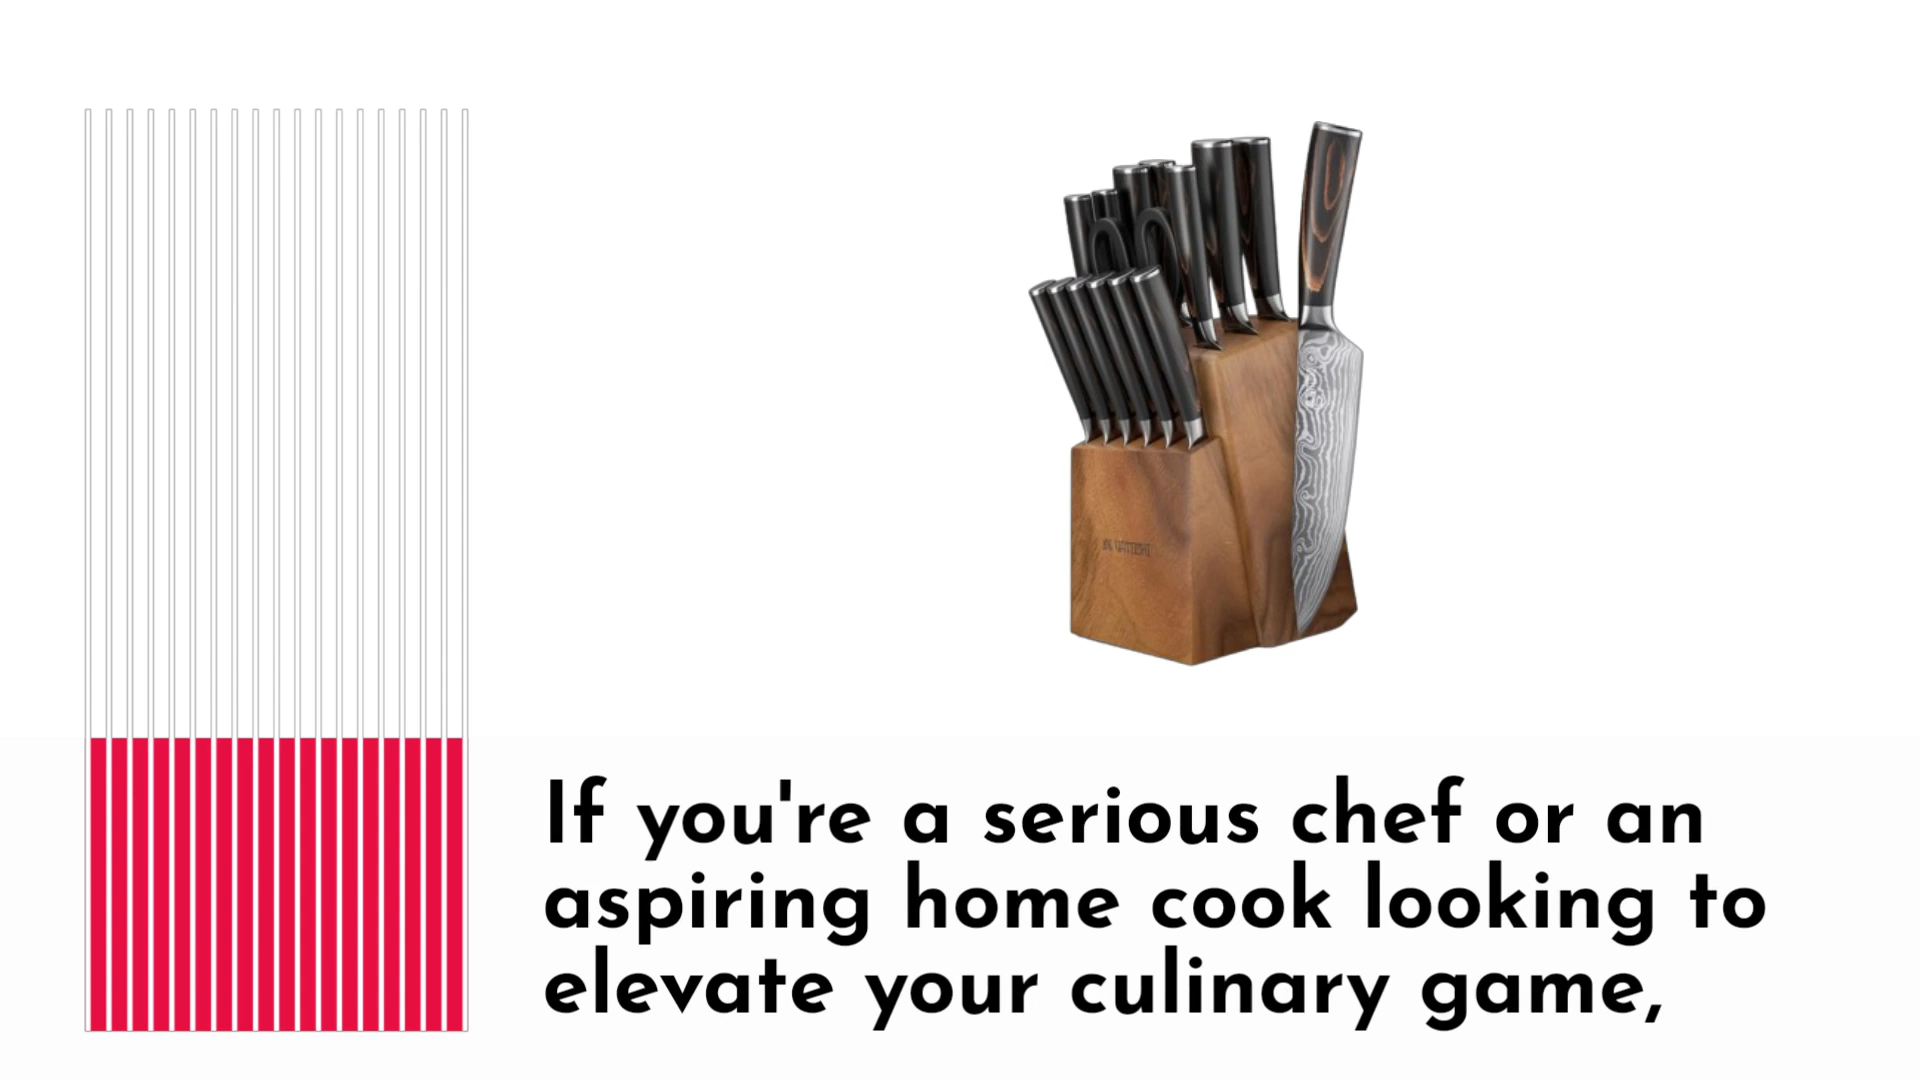 If you're a serious chef or an
aspiring home cook looking to
elevate your culinary game,